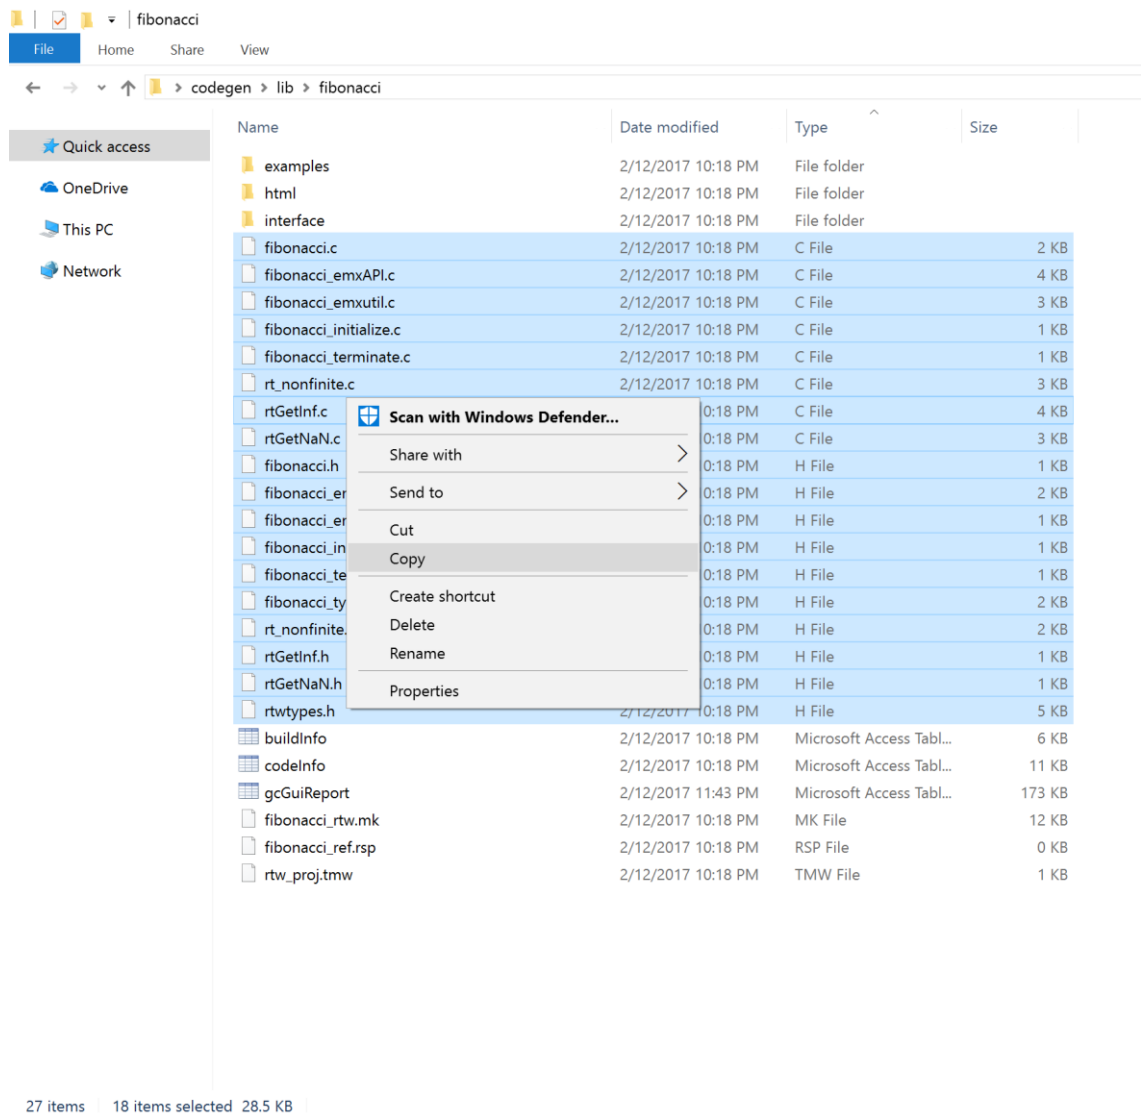 fibonacci
File Home Share View
codegen lib fibonacci
Name Date modified Type Size
Quick access
OneDrive
This PC
Network
examples 2/12/2017 10:18 PM File folder
html 2/12/2017 10:18 PM File folder
interface 2/12/2017 10:18 PM File folder
fibonacci.c 2/12/2017 10:18 PM C File 2 KB
fibonacci_emxAPI.c 2/12/2017 10:18 PM C File 4 KB
fibonacci_emxutil.c 2/12/2017 10:18 PM C File 3 KB
fibonacci_initialize.c 2/12/2017 10:18 PM C File 1 KB
fibonacci_terminate.c 2/12/2017 10:18 PM C File 1 KB
rt_nonfinite.c 2/12/2017 10:18 PM C File 3 KB
rtGetInf.c 0:18 PM C File 4 KB
rtGetNaN.c 0:18 PM C File 3 KB
fibonacci.h 0:18 PM H File 1 KB
fibonacci_er 0:18 PM H File 2 KB
fibonacci_er 0:18 PM H File 1 KB
fibonacci_in 0:18 PM H File 1 KB
fibonacci_te 0:18 PM H File 1 KB
fibonacci_ty 0:18 PM H File 2 KB
rt_nonfinite. 0:18 PM H File 2 KB
rtGetInf.h 0:18 PM H File 1 KB
rtGetNaN.h 0:18 PM H File 1 KB
rtwtypes.h 2/12/2017 10:18 PM H File 5 KB
Scan with Windows Defender...
Share with
Send to
Cut
Copy
Create shortcut
Delete
Rename
Properties
buildInfo 2/12/2017 10:18 PM Microsoft Access Tabl... 6 KB
codeInfo 2/12/2017 10:18 PM Microsoft Access Tabl... 11 KB
gcGuiReport 2/12/2017 11:43 PM Microsoft Access Tabl... 173 KB
fibonacci_rtw.mk 2/12/2017 10:18 PM MK File 12 KB
fibonacci_ref.rsp 2/12/2017 10:18 PM RSP File 0 KB
rtw_proj.tmw 2/12/2017 10:18 PM TMW File 1 KB
27 items 18 items selected 28.5 KB